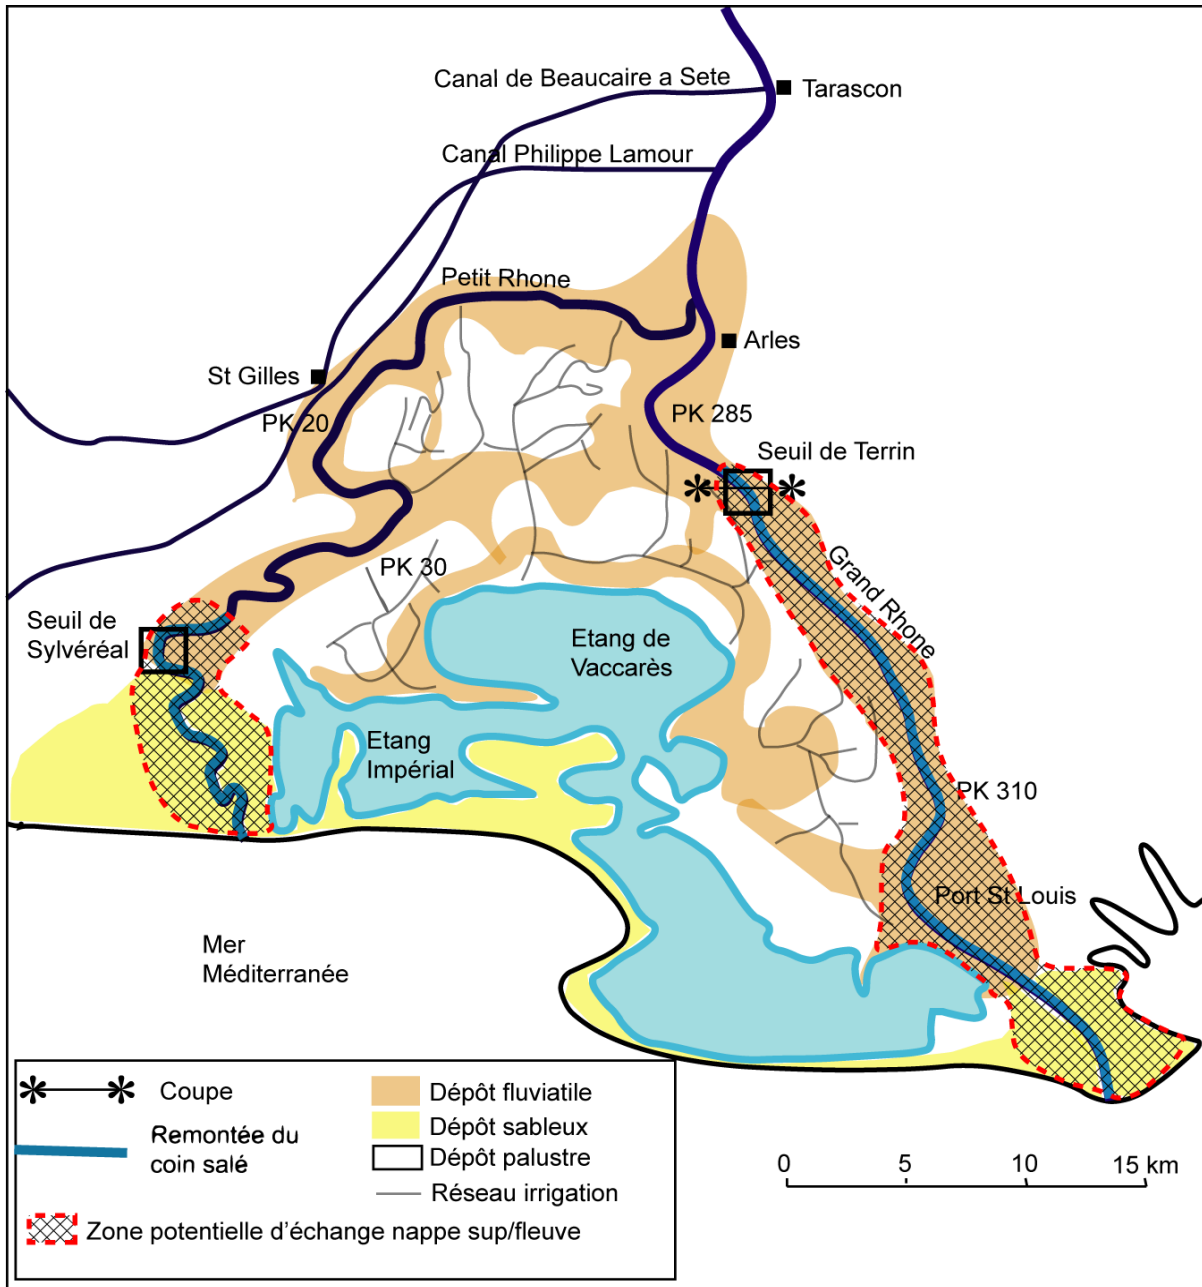 Canal de Beaucaire a Sete
Tarascon
Canal Philippe Lamour
Petit Rhone
Arles
St Gilles
PK 20
PK 285
Seuil de Terrin
PK 30
Grand Rhone
Seuil de
Sylvéréal
Etang de
Vaccarès
Etang
Impérial
PK 310
Port St Louis
Mer
Méditerranée
Coupe
Remontée du
coin salé
Dépôt fluviatile
Dépôt sableux
Dépôt palustre
Réseau irrigation
Zone potentielle d'échange nappe sup/fleuve
0 5 10 15 km